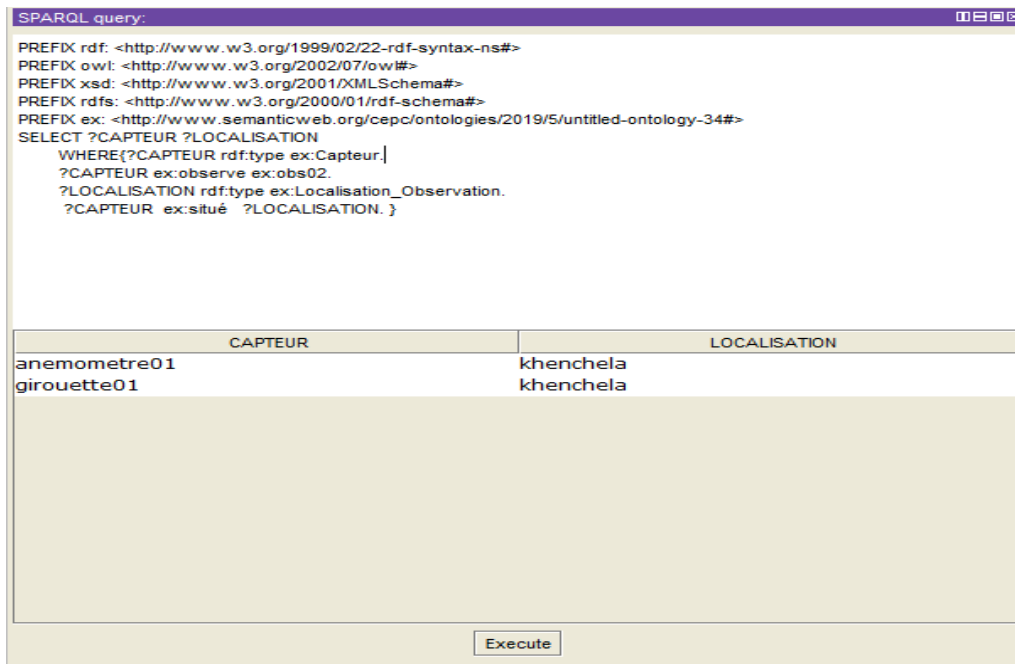 SPARQL query:
PREFIX rdf: <http://www.w3.org/1999/02/22-rdf-syntax-ns#>
PREFIX owl: <http://www.w3.org/2002/07/owl#>
PREFIX xsd: <http://www.w3.org/2001/XMLSchema#>
PREFIX rdfs: <http://www.w3.org/2000/01/rdf-schema#>
PREFIX ex: <http://www.semanticweb.org/cepc/ontologies/2019/5/untitled-ontology-34#>
SELECT ?CAPTEUR ?LOCALISATION
WHERE{?CAPTEUR rdf:type ex:Capteur.
?CAPTEUR ex:observe ex:obs02.
?LOCALISATION rdf:type ex:Localisation_Observation.
?CAPTEUR ex:situé ?LOCALISATION. }
CAPTEUR LOCALISATION
anemometre01 khenchela
girouette01 khenchela
Execute